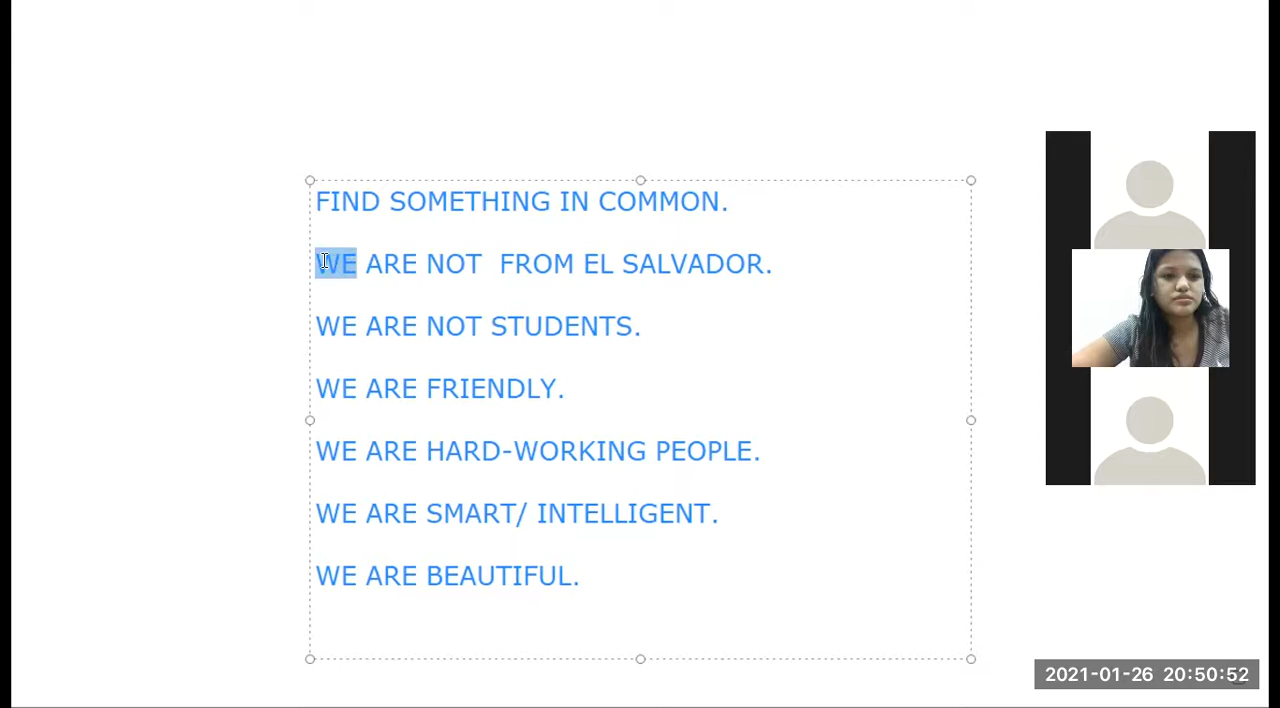 FIND SOMETHING IN COMMON.
WE ARE NOT  FROM EL SALVADOR.
WE ARE NOT STUDENTS.
WE ARE FRIENDLY.
WE ARE HARD-WORKING PEOPLE.
WE ARE SMART/ INTELLIGENT.
WE ARE BEAUTIFUL.
2021-01-26 20:50:52